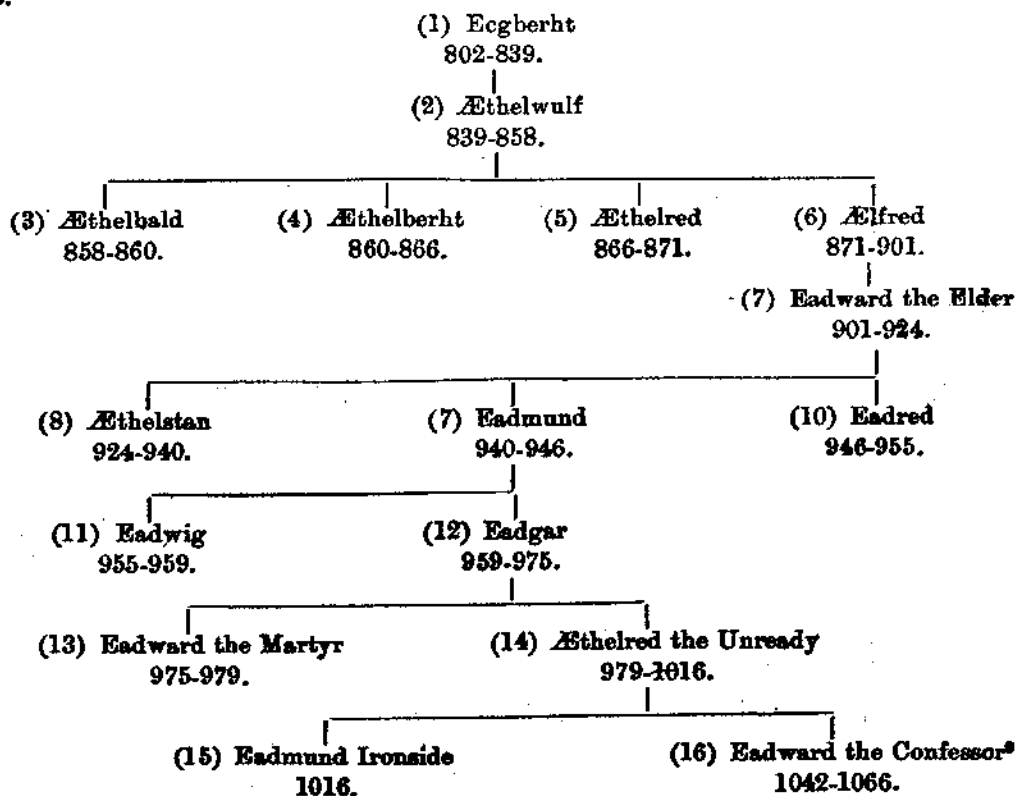 (1) Ecgberht
802-839.
(2) Æthelwulf
839-858.
(3) Æthelbald
858-860.
(4) Æthelberht
860-866.
(5) Æthelred
866-871.
(6) Ælfred
871-901.
(7) Eadward the Elder
901-924.
(8) Æthelstan
924-940.
(7) Eadmund
940-946.
(10) Eadred
946-955.
(11) Eadwig
955-959.
(12) Eadgar
959-975.
(13) Eadward the Martyr
975-979.
(14) Æthelred the Unready
979-1016.
(15) Eadmund Ironside
1016.
(16) Eadward the Confessor
1042-1066.